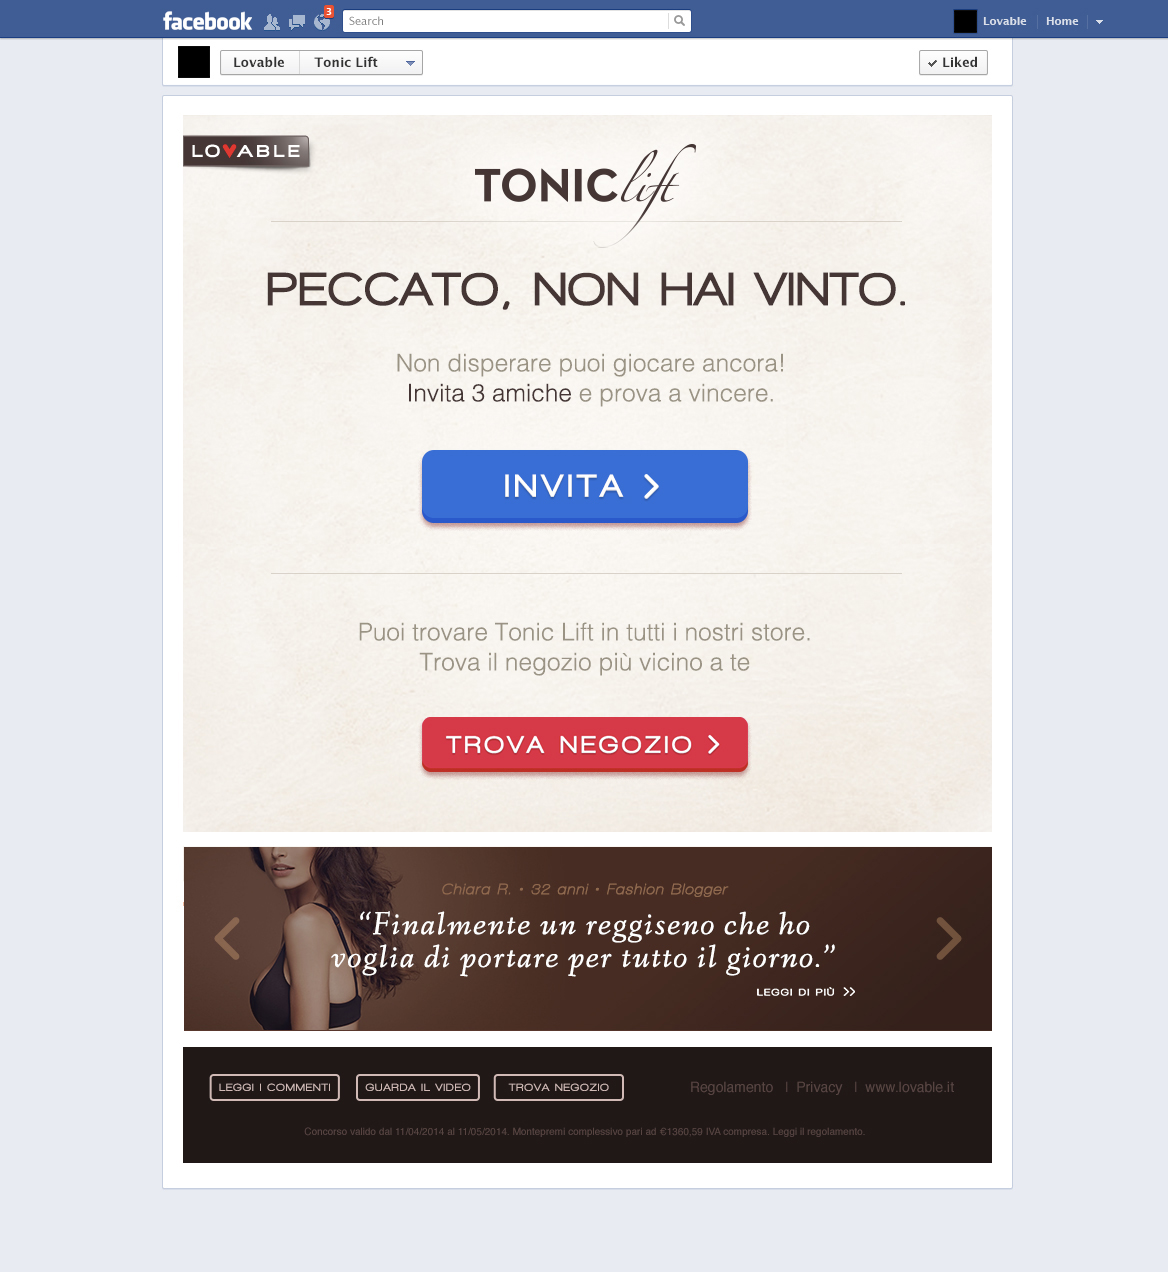 facebook
3
Search
Lovable
Home
Lovable
Tonic Lift
Liked
LOVABLE
TONIC lift
PECCATO, NON HAI VINTO.
Non disperare puoi giocare ancora!
Invita 3 amiche e prova a vincere.
INVITA
Puoi trovare Tonic Lift in tutti i nostri store.
Trova il negozio più vicino a te
TROVA NEGOZIO
Chiara R. • 32 anni • Fashion Blogger
“Finalmente un reggiseno che ho
voglia di portare per tutto il giorno.”
LEGGI DI PIÙ
LEGGI I COMMENTI
GUARDA IL VIDEO
TROVA NEGOZIO
Regolamento | Privacy | www.lovable.it
Concorso valido dal 11/04/2014 al 11/05/2014. Montepremi complessivo pari ad €1360,59 IVA compresa. Leggi il regolamento.